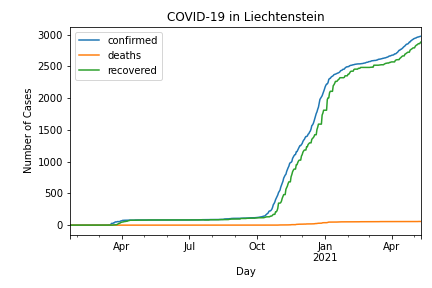 COVID-19 in Liechtenstein
confirmed
deaths
recovered
3000
2500
2000
1500
1000
500
0
Number of Cases
Apr Jul Oct Jan Apr
2021
Day